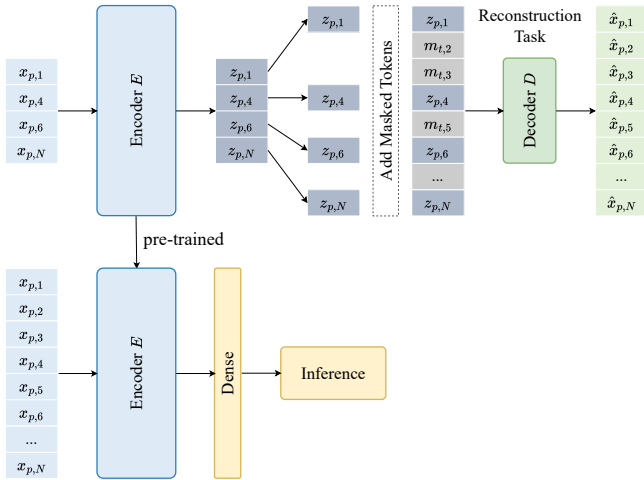 x_{p,1}
x_{p,4}
x_{p,6}
x_{p,N}
Encoder E
z_{p,1}
z_{p,4}
z_{p,6}
z_{p,N}
z_{p,1}
z_{p,4}
z_{p,6}
z_{p,N}
Add Masked Tokens
z_{p,1}
m_{t,2}
m_{t,3}
z_{p,4}
m_{t,5}
z_{p,6}
...
z_{p,N}
Reconstruction
Task
Decoder D
x̂_{p,1}
x̂_{p,2}
x̂_{p,3}
x̂_{p,4}
x̂_{p,5}
x̂_{p,6}
...
x̂_{p,N}
pre-trained
x_{p,1}
x_{p,2}
x_{p,3}
x_{p,4}
x_{p,5}
x_{p,6}
...
x_{p,N}
Encoder E
Dense
Inference